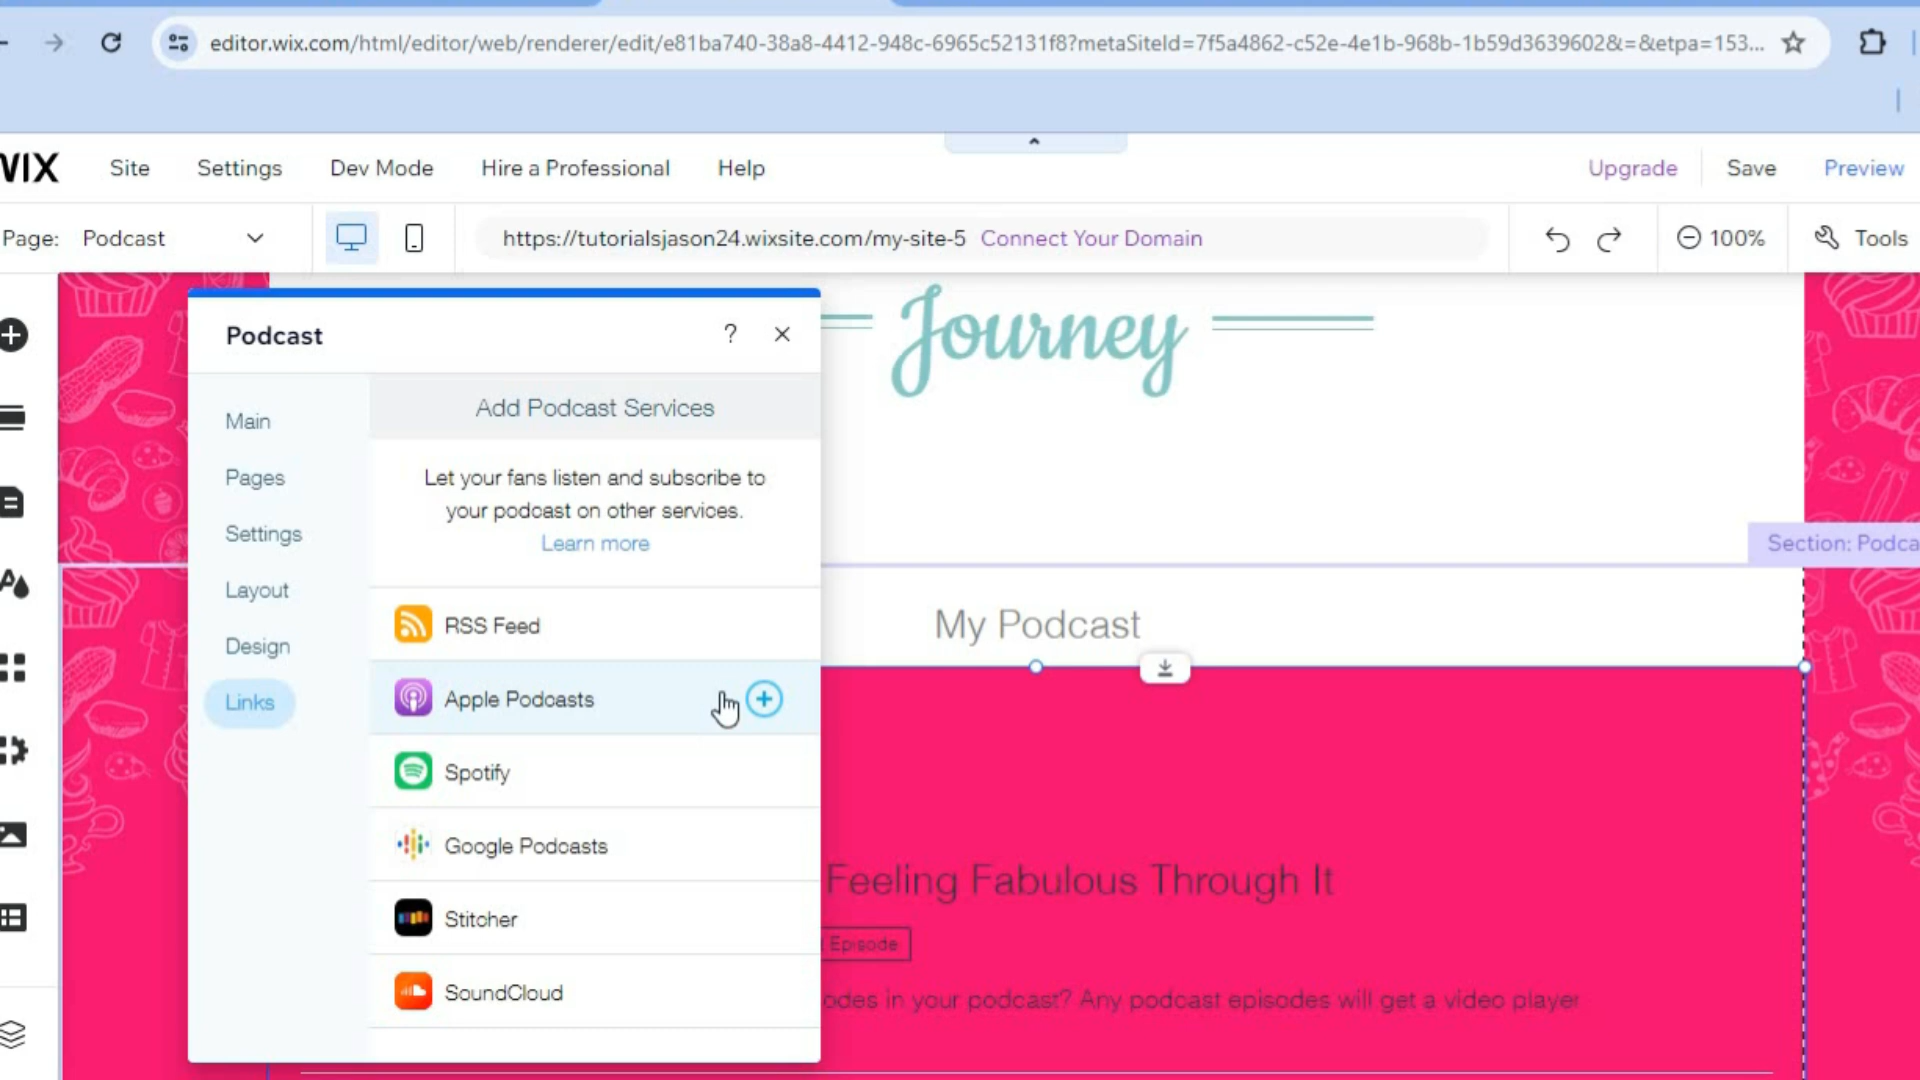 editor.wix.com/html/editor/web/renderer/edit/e81ba740-38a8-4412-948c-6965c52131f8?metaSiteId=7f5a4862-c52e-4e1b-968b-1b59d3639602&=&etpa=153...
WIX Site Settings Dev Mode Hire a Professional Help Upgrade Save Preview
Page: Podcast https://tutorialsjason24.wixsite.com/my-site-5 Connect Your Domain 100% Tools
Journey
Podcast ? ×
Main
Pages
Settings
Layout
Design
Links
Add Podcast Services
Let your fans listen and subscribe to
your podcast on other services.
Learn more
RSS Feed
Apple Podcasts
Spotify
Google Podcasts
Stitcher
SoundCloud
Section: Podca
My Podcast
Feeling Fabulous Through It
Episode
odes in your podcast? Any podcast episodes will get a video player